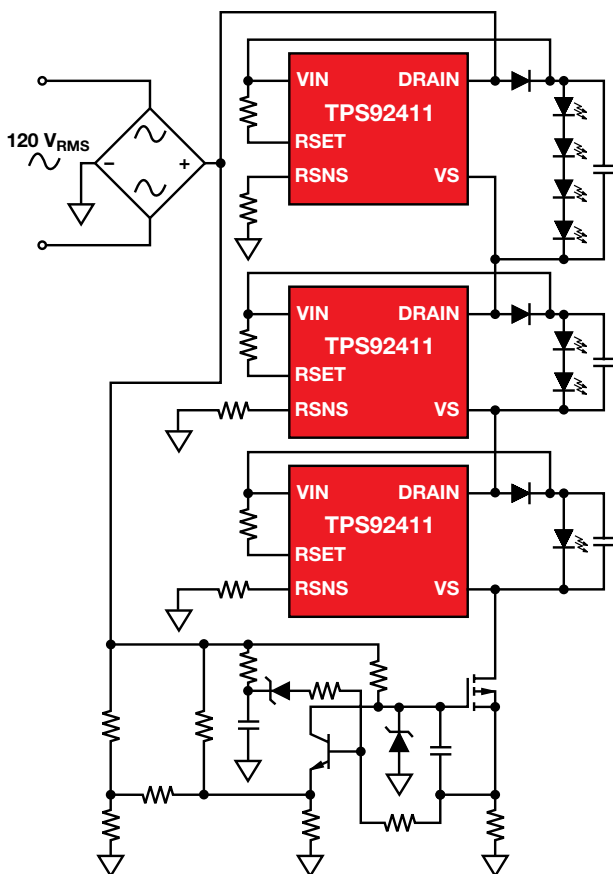 120 VRMS
−
+
VIN
DRAIN
TPS92411
RSET
RSNS
VS
VIN
DRAIN
TPS92411
RSET
RSNS
VS
VIN
DRAIN
TPS92411
RSET
RSNS
VS